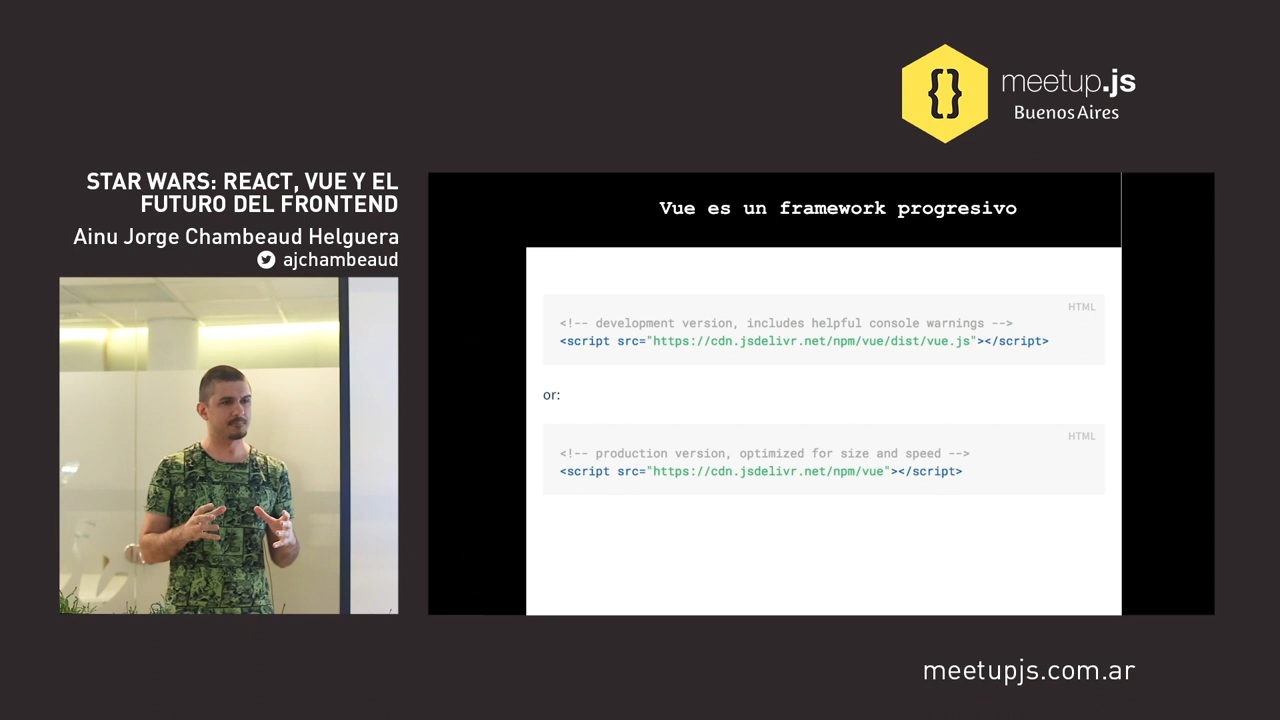 {}
meetup.js
Buenos Aires
STAR WARS: REACT, VUE Y EL
FUTURO DEL FRONTEND
Ainu Jorge Chambeaud Helguera
ajchambeaud
Vue es un framework progresivo
HTML
<!-- development version, includes helpful console warnings -->
<script src="https://cdn.jsdelivr.net/npm/vue/dist/vue.js"></script>
or:
HTML
<!-- production version, optimized for size and speed -->
<script src="https://cdn.jsdelivr.net/npm/vue"></script>
meetupjs.com.ar